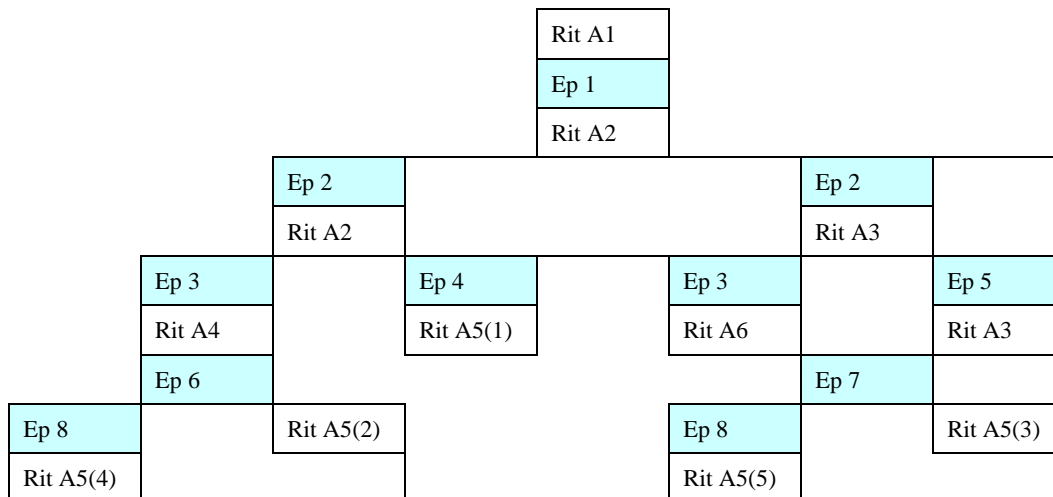 Rit A1
Ep 1
Rit A2
Ep 2
Ep 2
Rit A2
Rit A3
Ep 3
Ep 4
Ep 3
Ep 5
Rit A4
Rit A5(1)
Rit A6
Rit A3
Ep 6
Ep 7
Ep 8
Rit A5(2)
Ep 8
Rit A5(3)
Rit A5(4)
Rit A5(5)